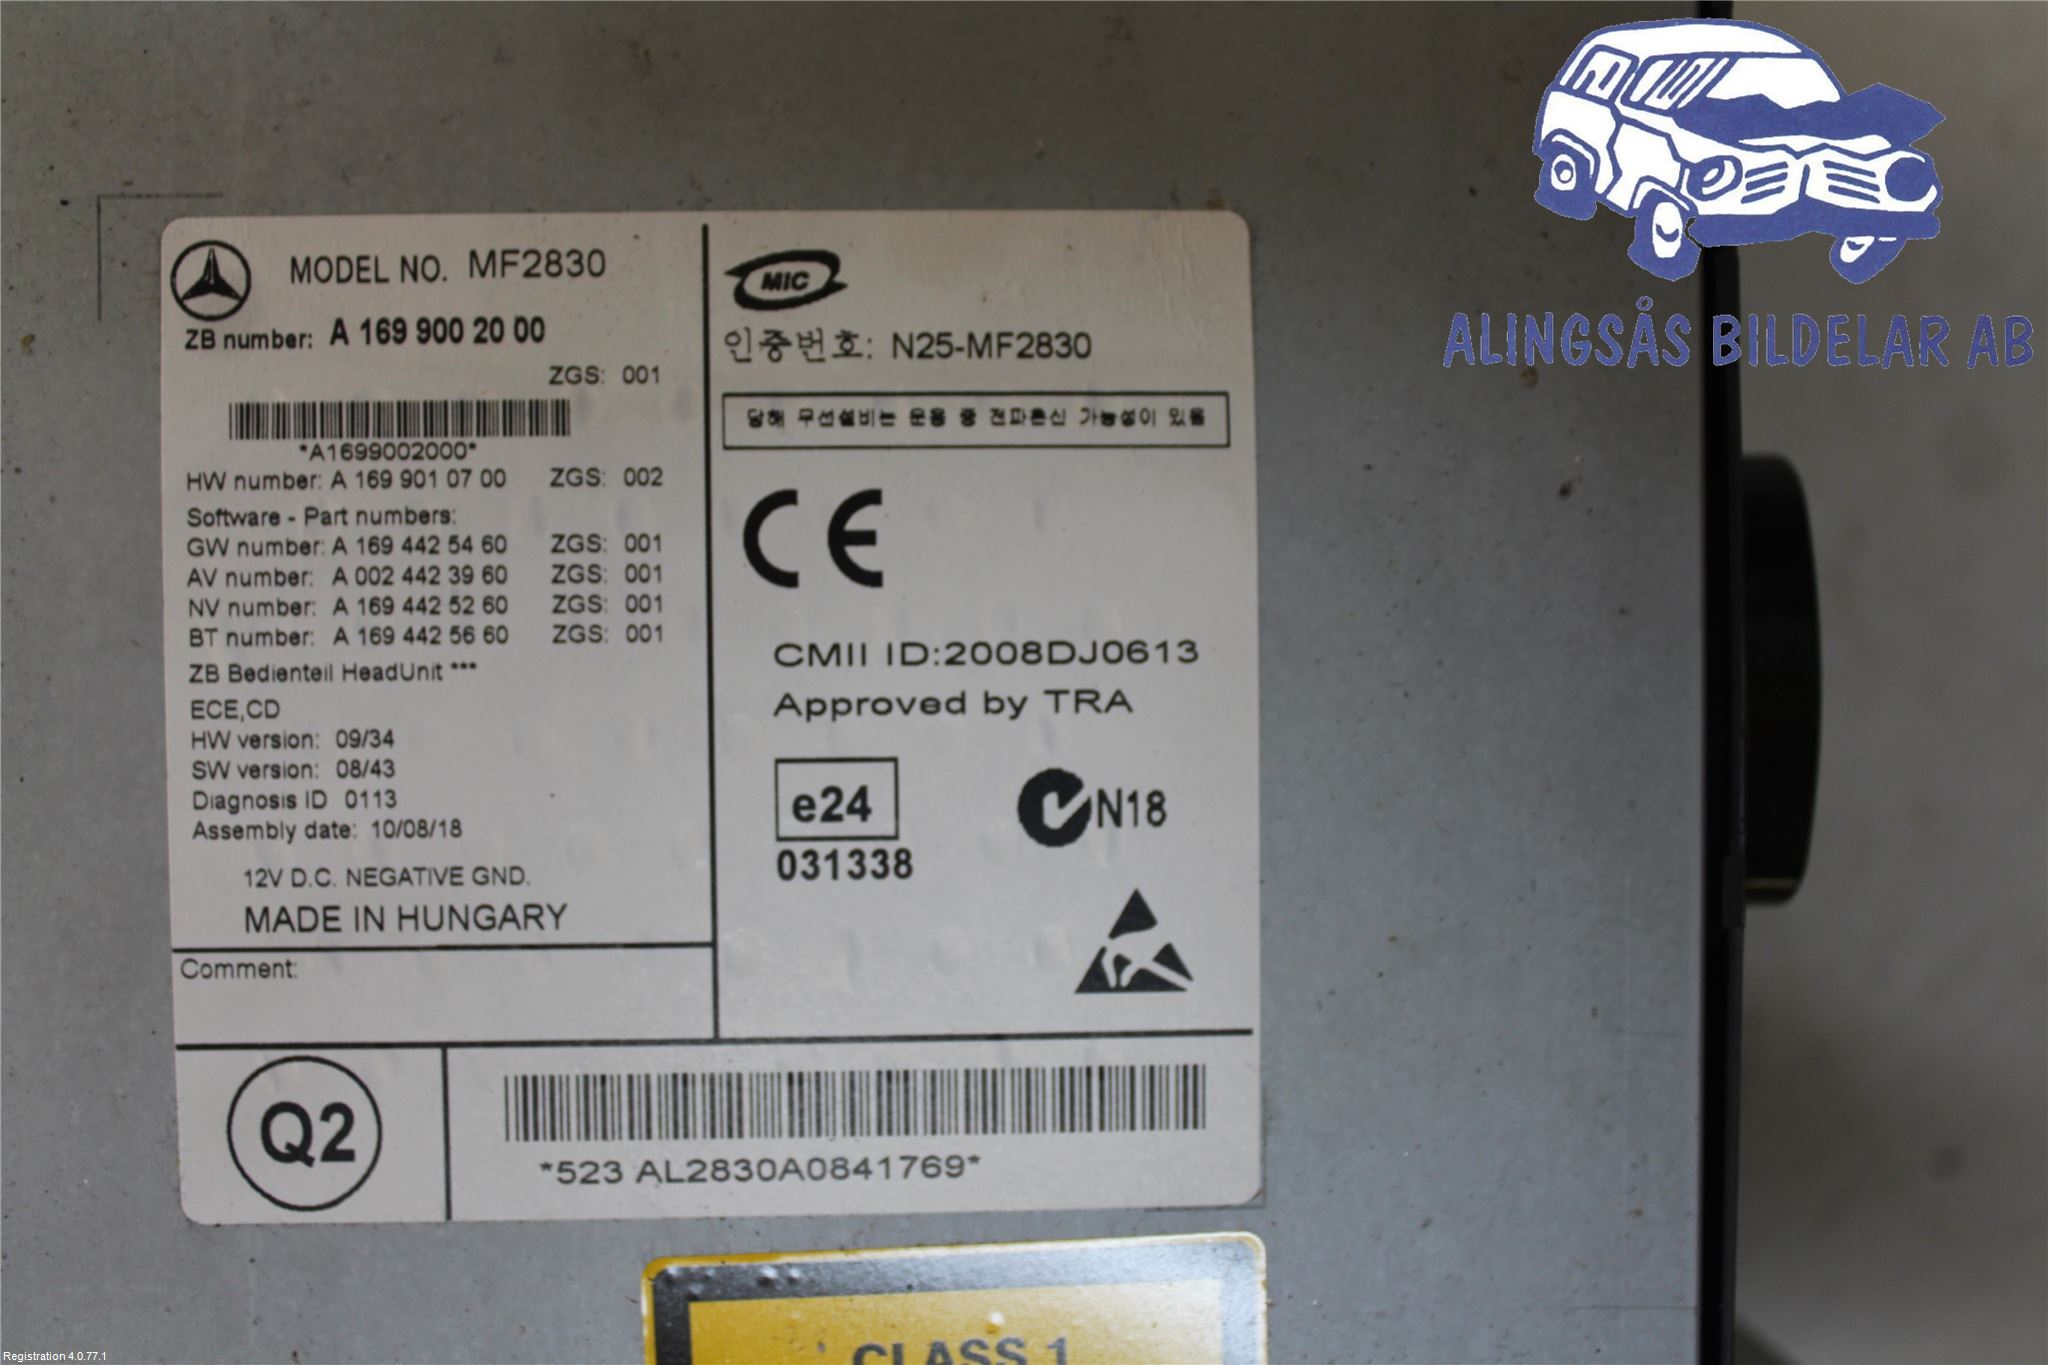 MODEL NO. MF2830
ZB number: A 169 900 20 00
ZGS: 001
*A1699002000*
HW number: A 169 901 07 00 ZGS: 002
Software - Part numbers:
GW number: A 169 442 54 60 ZGS: 001
AV number: A 002 442 39 60 ZGS: 001
NV number: A 169 442 52 60 ZGS: 001
BT number: A 169 442 56 60 ZGS: 001
ZB Bedienteil HeadUnit ***
ECE,CD
HW version: 09/34
SW version: 08/43
Diagnosis ID 0113
Assembly date: 10/08/18
12V D.C. NEGATIVE GND.
MADE IN HUNGARY
Comment:
MIC
인증번호: N25-MF2830
당해 무선설비는 운용 중 전파혼신 가능성이 있음
CE
CMII ID:2008DJ0613
Approved by TRA
e24
031338
N18
Q2
*523 AL2830A0841769*
CLASS 1
ALINGSÅS BILDELAR AB
Registration 4.0.77.1